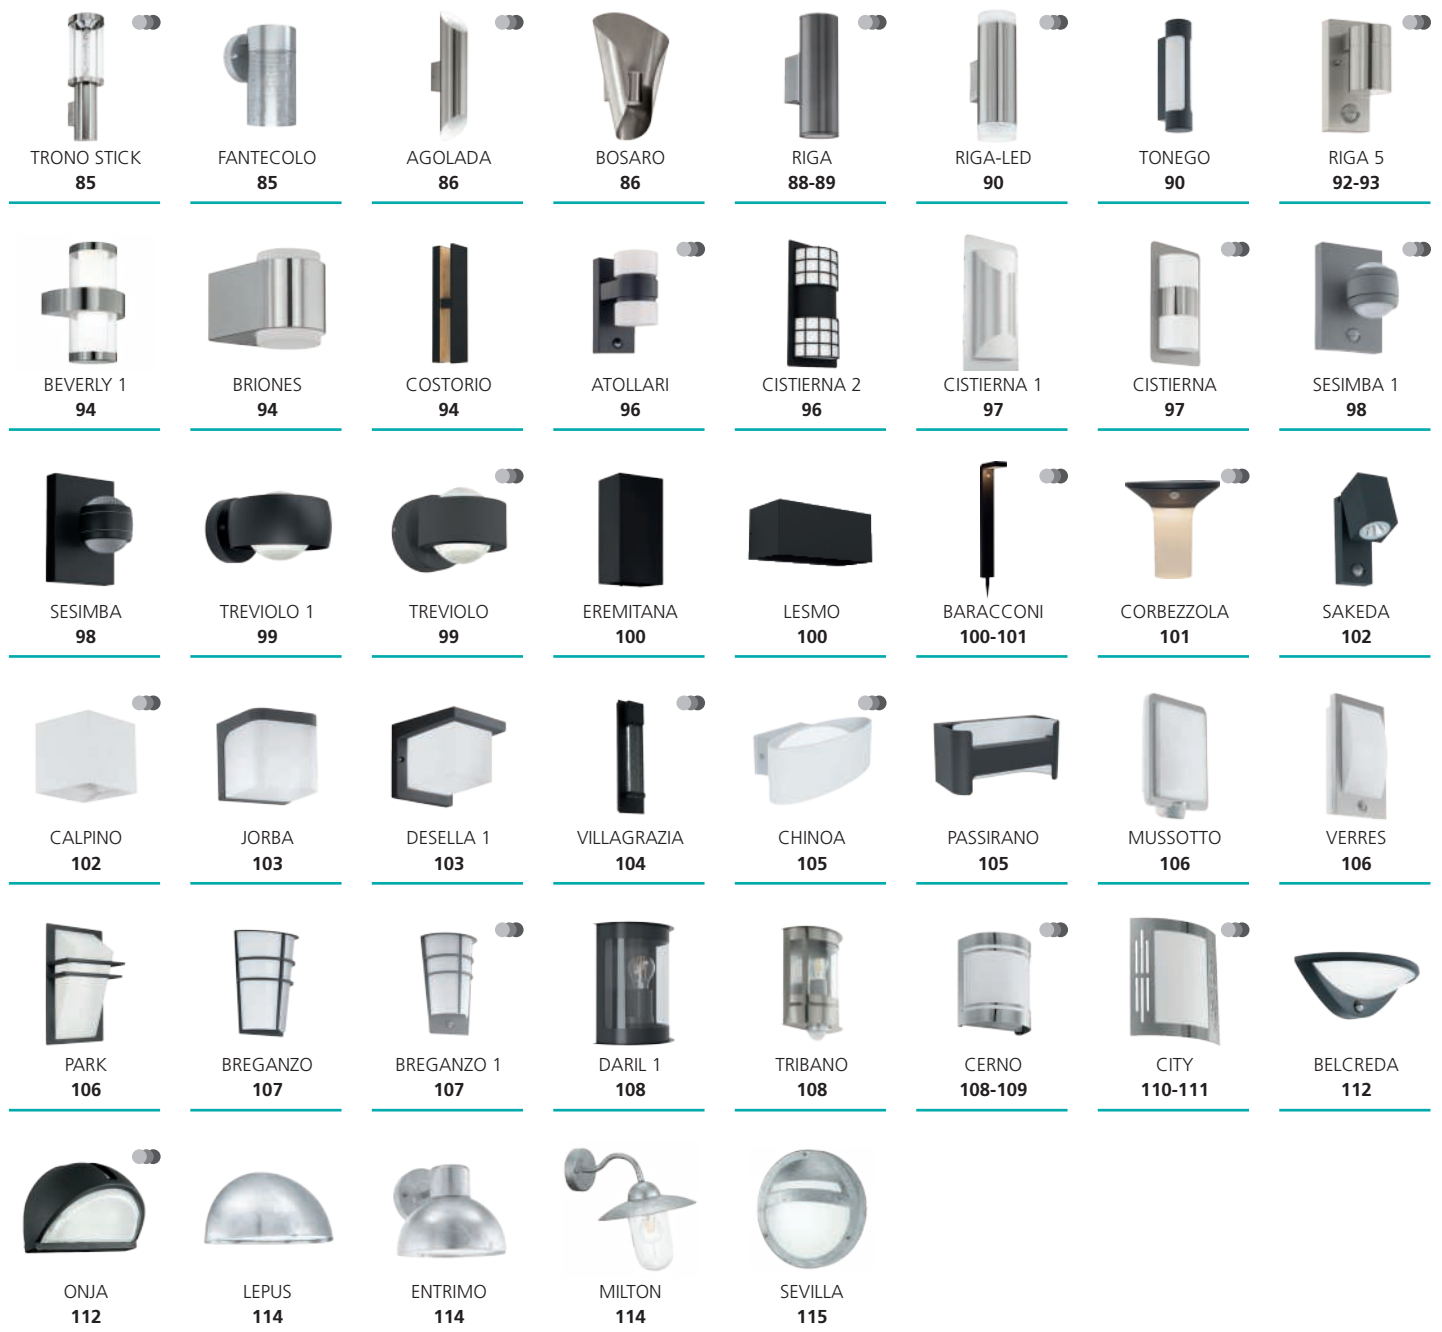 TRONO STICK
85
FANTECOLO
85
AGOLADA
86
BOSARO
86
RIGA
88-89
RIGA-LED
90
TONEGO
90
RIGA 5
92-93
BEVERLY 1
94
BRIONES
94
COSTORIO
94
ATOLLARI
96
CISTIERNA 2
96
CISTIERNA 1
97
CISTIERNA
97
SESIMBA 1
98
SESIMBA
98
TREVIOLO 1
99
TREVIOLO
99
EREMITANA
100
LESMO
100
BARACCONI
100-101
CORBEZZOLA
101
SAKEDA
102
CALPINO
102
JORBA
103
DESELLA 1
103
VILLAGRAZIA
104
CHINOA
105
PASSIRANO
105
MUSSOTTO
106
VERRES
106
PARK
106
BREGANZO
107
BREGANZO 1
107
DARIL 1
108
TRIBANO
108
CERNO
108-109
CITY
110-111
BELCREDA
112
ONJA
112
LEPUS
114
ENTRIMO
114
MILTON
114
SEVILLA
115